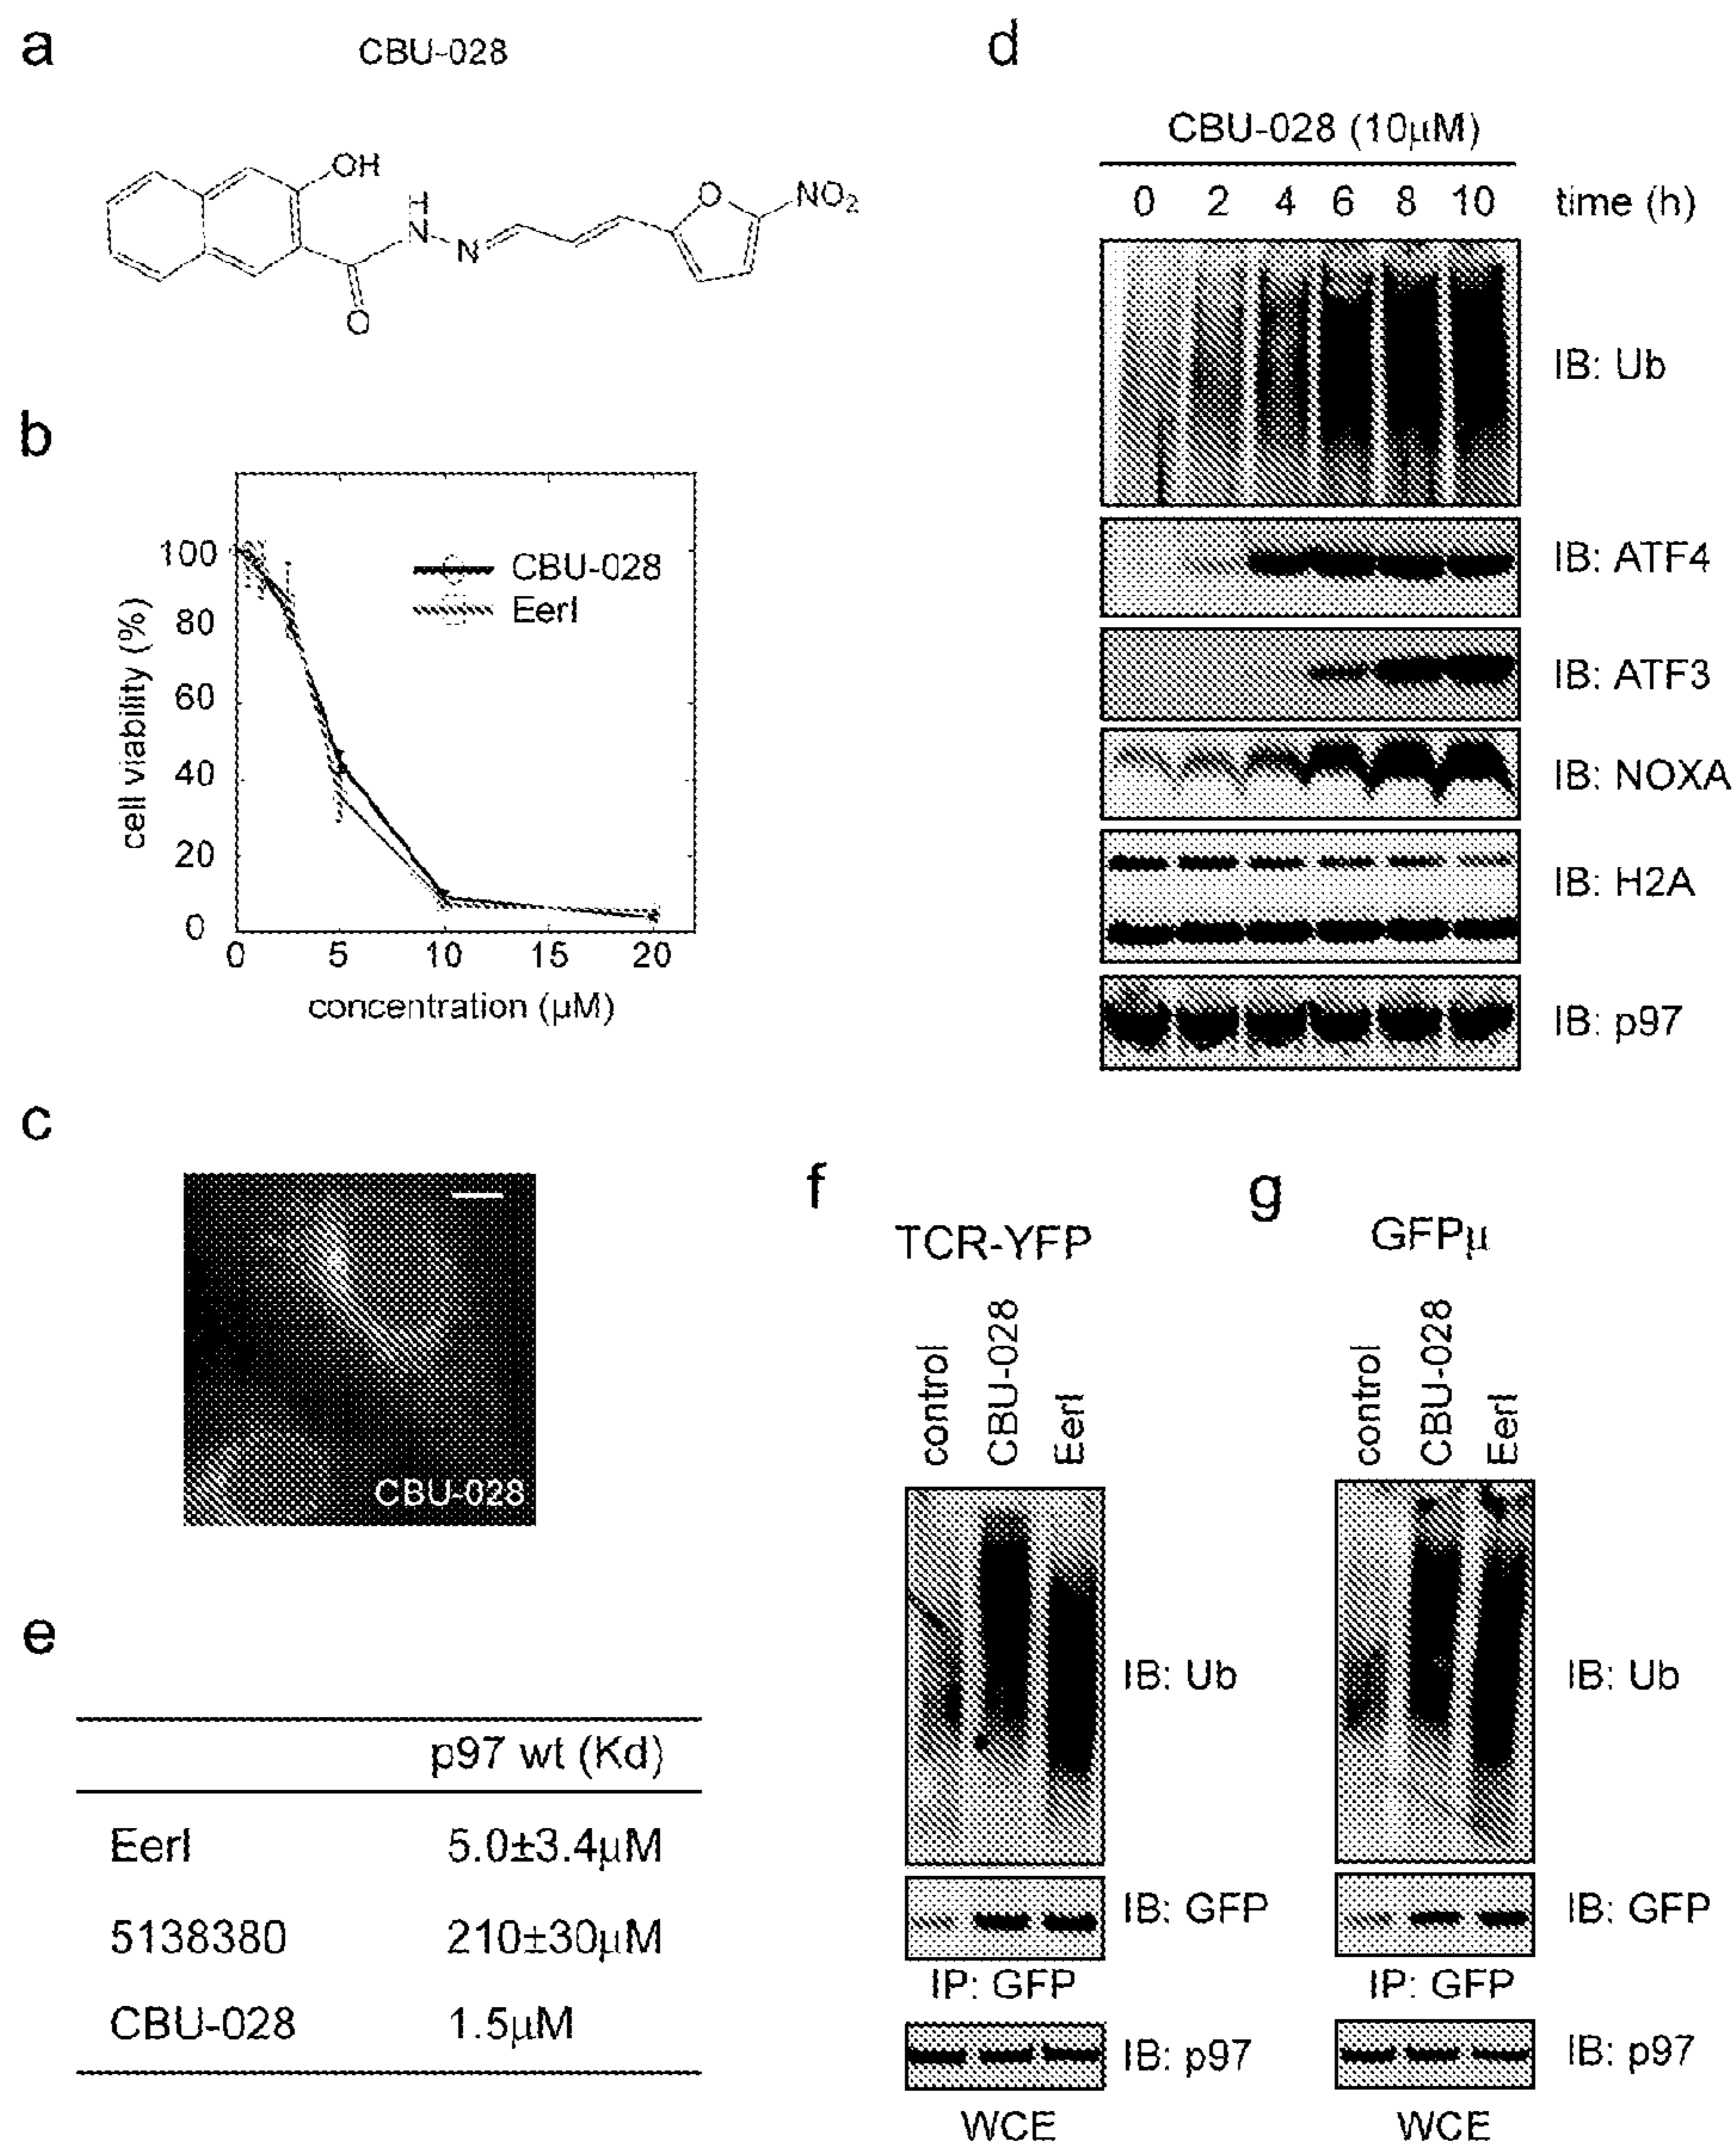 a
CBU-028
OH
H
N
N
O
O
NO₂
b
100
80
60
40
20
0
cell viability (%)
CBU-028
EerI
0 5 10 15 20
concentration (µM)
c
CBU-028
d
CBU-028 (10µM)
0 2 4 6 8 10 time (h)
IB: Ub
IB: ATF4
IB: ATF3
IB: NOXA
IB: H2A
IB: p97
e
p97 wt (Kd)
EerI 5.0±3.4µM
5138380 210±30µM
CBU-028 1.5µM
f
TCR-YFP
control
CBU-028
EerI
IB: Ub
IB: GFP
IP: GFP
IB: p97
WCE
g
GFPµ
control
CBU-028
EerI
IB: Ub
IB: GFP
IP: GFP
IB: p97
WCE